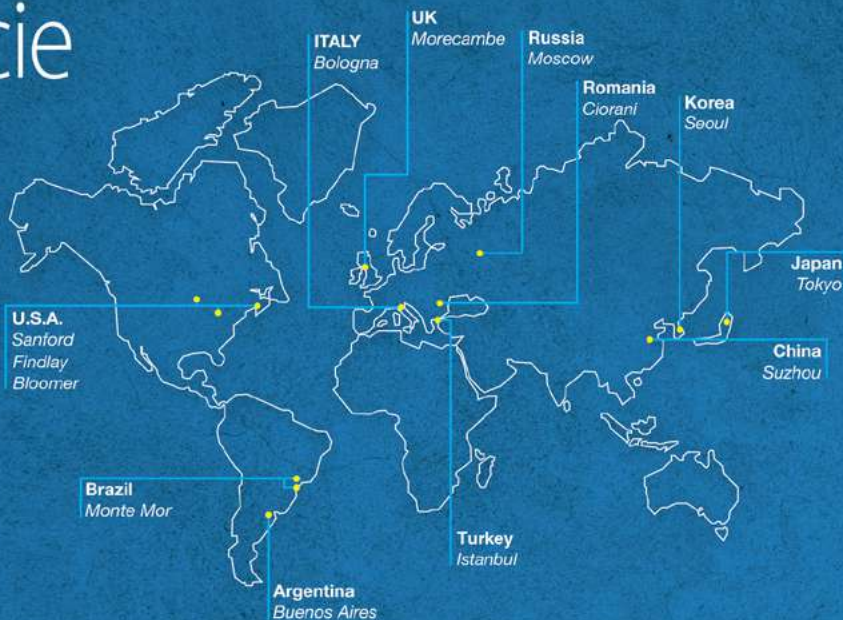 cie
UK
Morecambe
ITALY
Bologna
Russia
Moscow
Romania
Ciorani
Korea
Seoul
Japan
Tokyo
U.S.A.
Sanford
Findlay
Bloomer
China
Suzhou
Brazil
Monte Mor
Turkey
Istanbul
Argentina
Buenos Aires